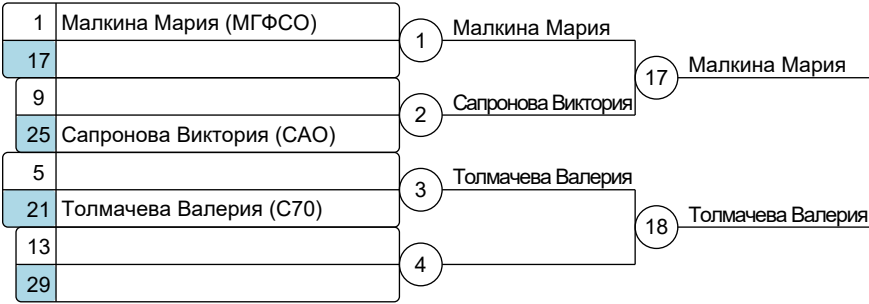 1 Малкина Мария (МГФСО)
17
1 Малкина Мария
9
25 Сапронова Виктория (САО)
2 Сапронова Виктория
17 Малкина Мария
5
21 Толмачева Валерия (С70)
3 Толмачева Валерия
13
29
4
18 Толмачева Валерия